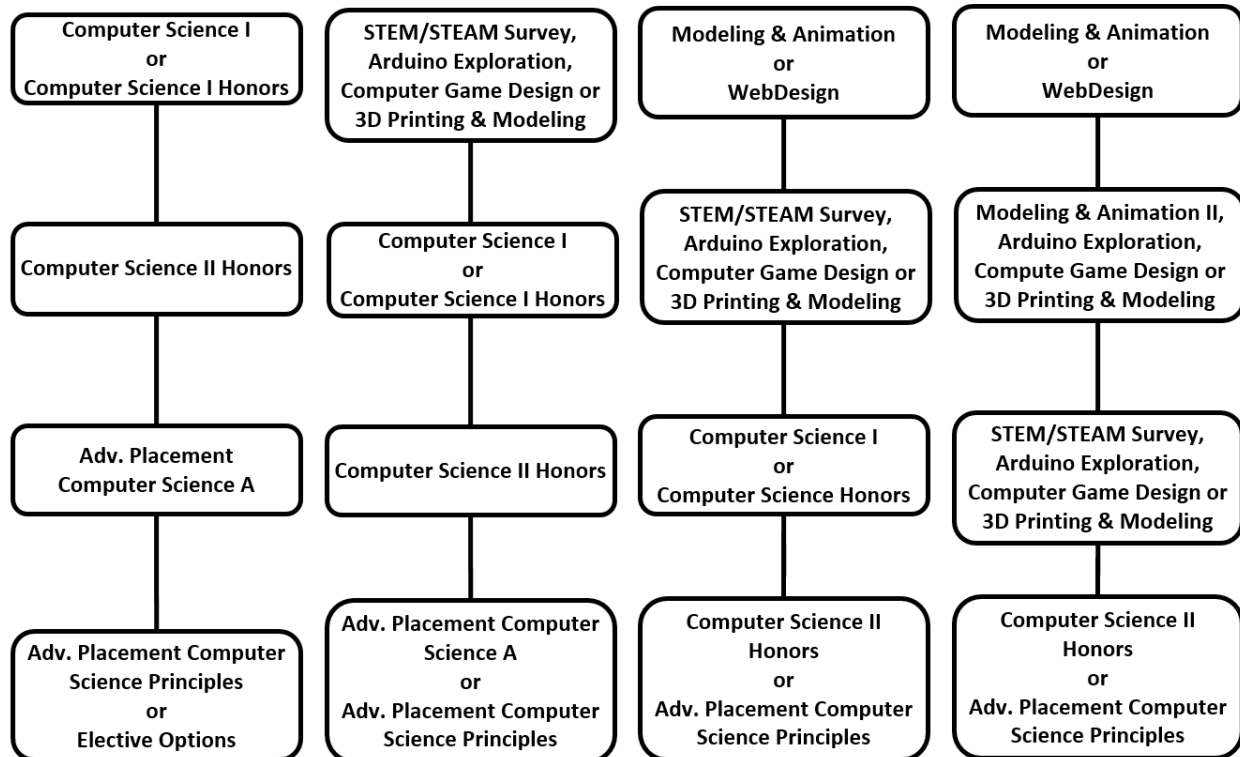 Computer Science I
or
Computer Science I Honors
STEM/STEAM Survey,
Arduino Exploration,
Computer Game Design or
3D Printing & Modeling
Modeling & Animation
or
WebDesign
Modeling & Animation
or
WebDesign
Computer Science II Honors
Computer Science I
or
Computer Science I Honors
STEM/STEAM Survey,
Arduino Exploration,
Computer Game Design or
3D Printing & Modeling
Modeling & Animation II,
Arduino Exploration,
Compute Game Design or
3D Printing & Modeling
Adv. Placement
Computer Science A
Computer Science II Honors
Computer Science I
or
Computer Science Honors
STEM/STEAM Survey,
Arduino Exploration,
Computer Game Design or
3D Printing & Modeling
Adv. Placement Computer
Science Principles
or
Elective Options
Adv. Placement Computer
Science A
or
Adv. Placement Computer
Science Principles
Computer Science II
Honors
or
Adv. Placement Computer
Science Principles
Computer Science II
Honors
or
Adv. Placement Computer
Science Principles